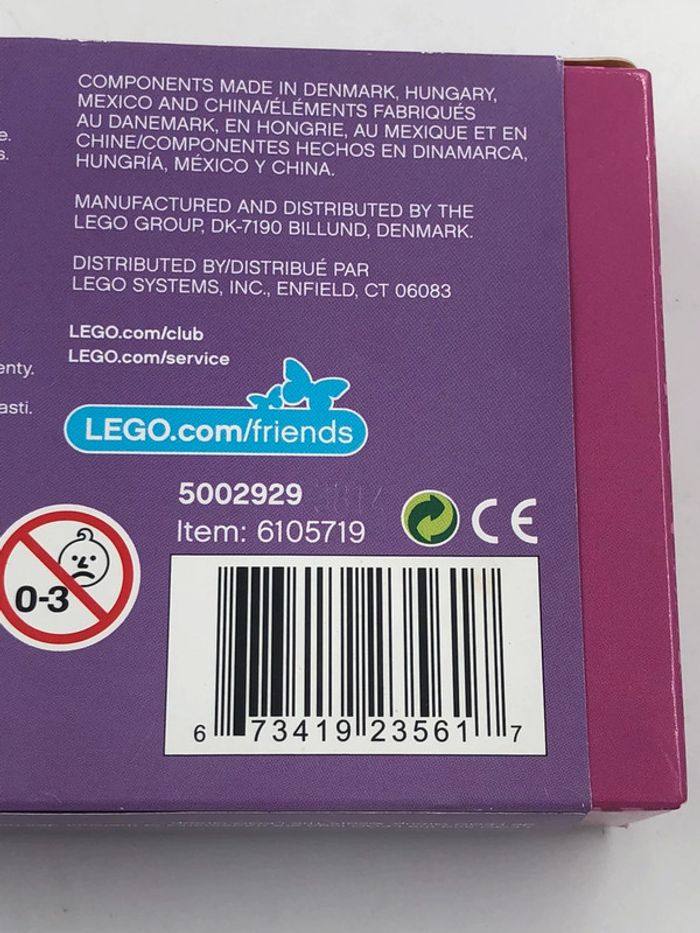 COMPONENTS MADE IN DENMARK, HUNGARY,
MEXICO AND CHINA/ÉLÉMENTS FABRIQUÉS
AU DANEMARK, EN HONGRIE, AU MEXIQUE ET EN
CHINE/COMPONENTES HECHOS EN DINAMARCA,
HUNGRÍA, MÉXICO Y CHINA.
MANUFACTURED AND DISTRIBUTED BY THE
LEGO GROUP, DK-7190 BILLUND, DENMARK.
DISTRIBUTED BY/DISTRIBUÉ PAR
LEGO SYSTEMS, INC., ENFIELD, CT 06083
LEGO.com/club
LEGO.com/service
LEGO.com/friends
5002929
Item: 6105719
CE
0-3
6 73419 23561 7